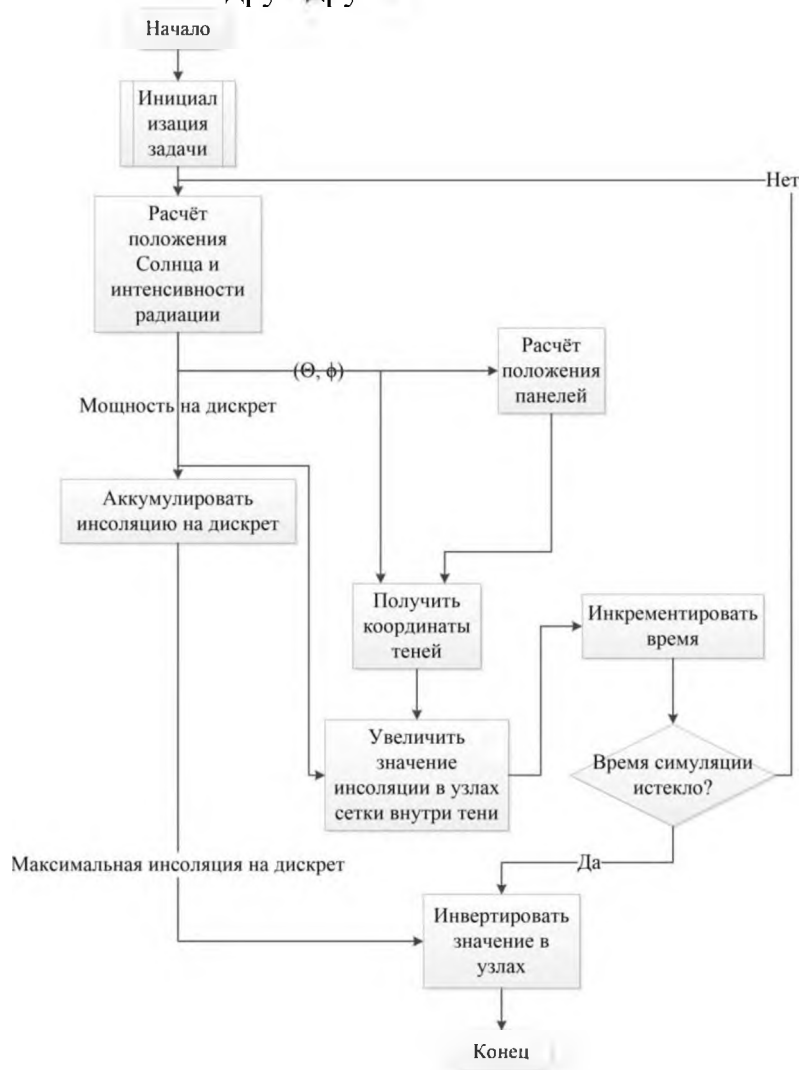 Начало
Инициал
изация
задачи
Нет
Расчёт
положения
Солнца и
интенсивности
радиации
(Θ, ϕ)
Расчёт
положения
панелей
Мощность на дискрет
Аккумулировать
инсоляцию на дискрет
Получить
координаты
теней
Инкрементировать
время
Увеличить
значение
инсоляции в узлах
сетки внутри тени
Время симуляции
истекло?
Максимальная инсоляция на дискрет
Да
Инвертировать
значение в
узлах
Конец